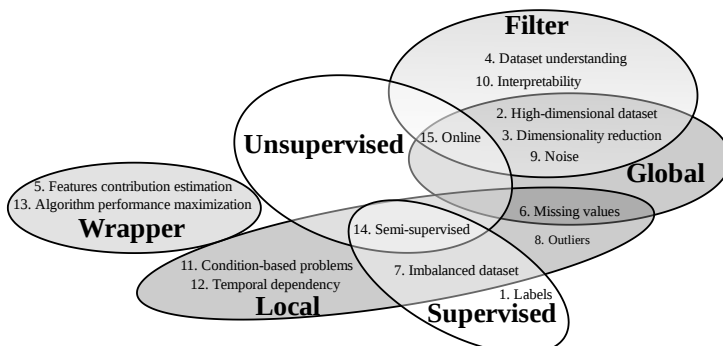 Filter
4. Dataset understanding
10. Interpretability
2. High-dimensional dataset
15. Online
3. Dimensionality reduction
Unsupervised
9. Noise
Global
5. Features contribution estimation
13. Algorithm performance maximization
Wrapper
6. Missing values
14. Semi-supervised
8. Outliers
11. Condition-based problems
7. Imbalanced dataset
12. Temporal dependency
1. Labels
Local
Supervised